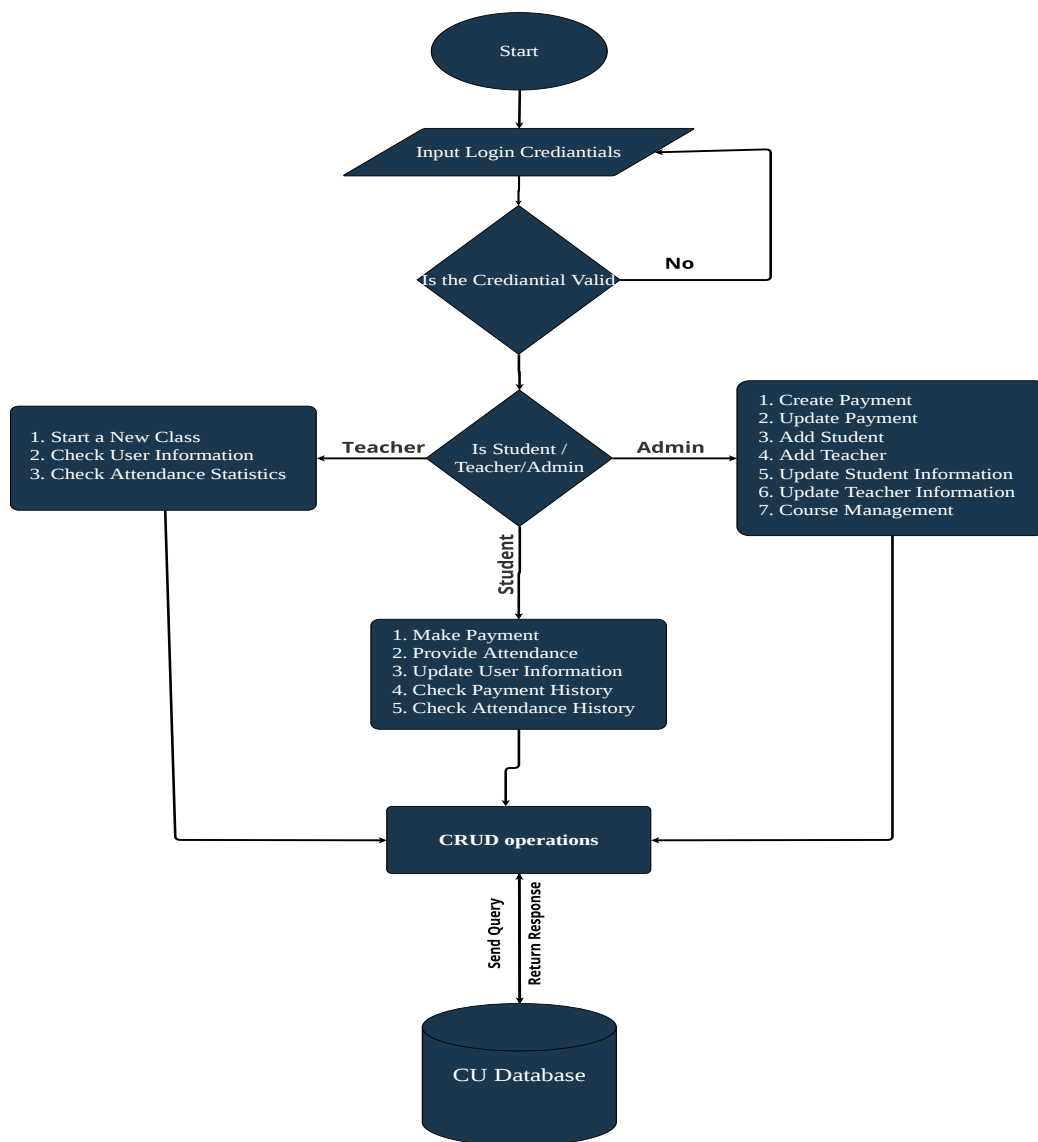 Start
Input Login Crediantials
Is the Crediantial Valid
No
Is Student /
Teacher/Admin
Teacher
Admin
Student
1. Start a New Class
2. Check User Information
3. Check Attendance Statistics
1. Create Payment
2. Update Payment
3. Add Student
4. Add Teacher
5. Update Student Information
6. Update Teacher Information
7. Course Management
1. Make Payment
2. Provide Attendance
3. Update User Information
4. Check Payment History
5. Check Attendance History
CRUD operations
Send Query
Return Response
CU Database